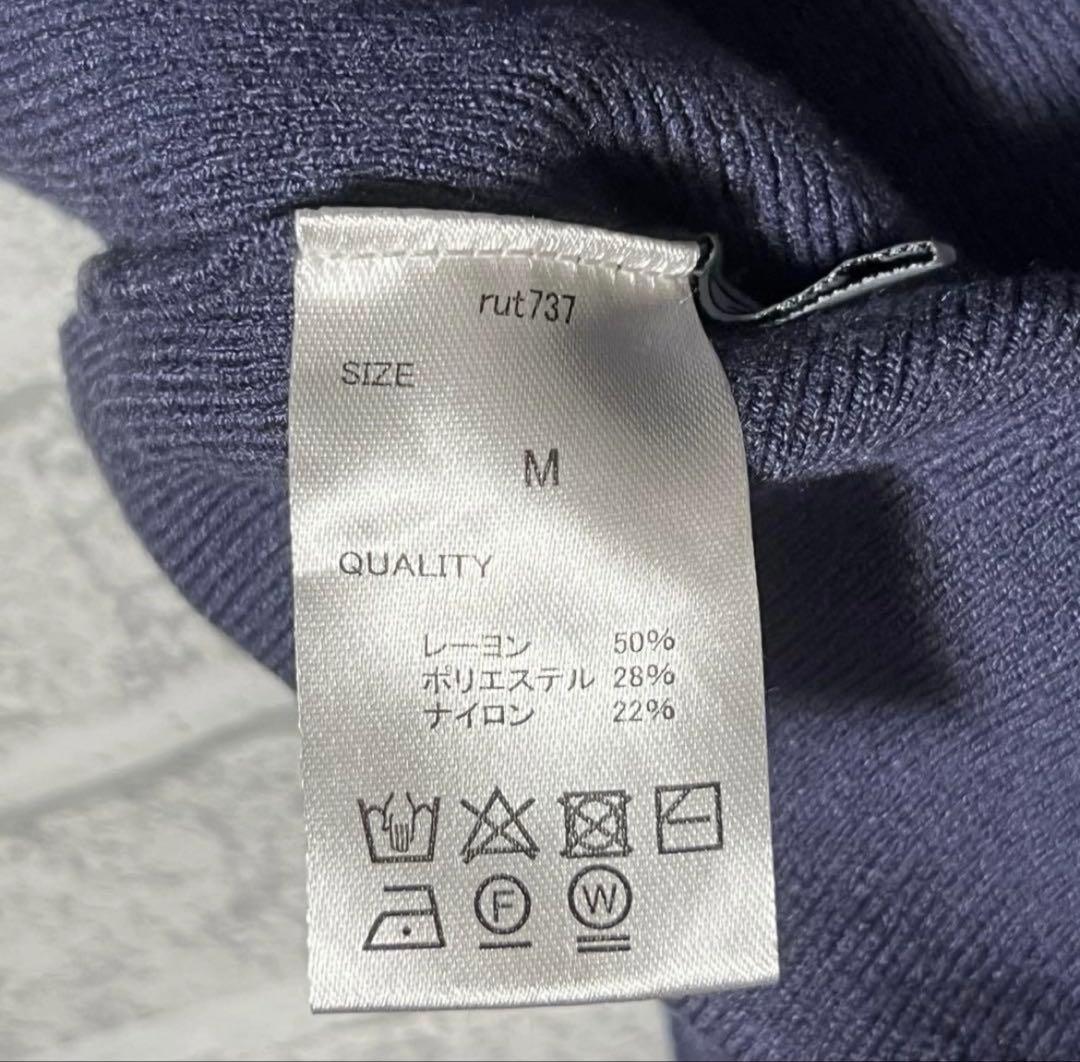 rut737
SIZE
M
QUALITY
レーヨン 50%
ポリエステル 28%
ナイロン 22%
F W